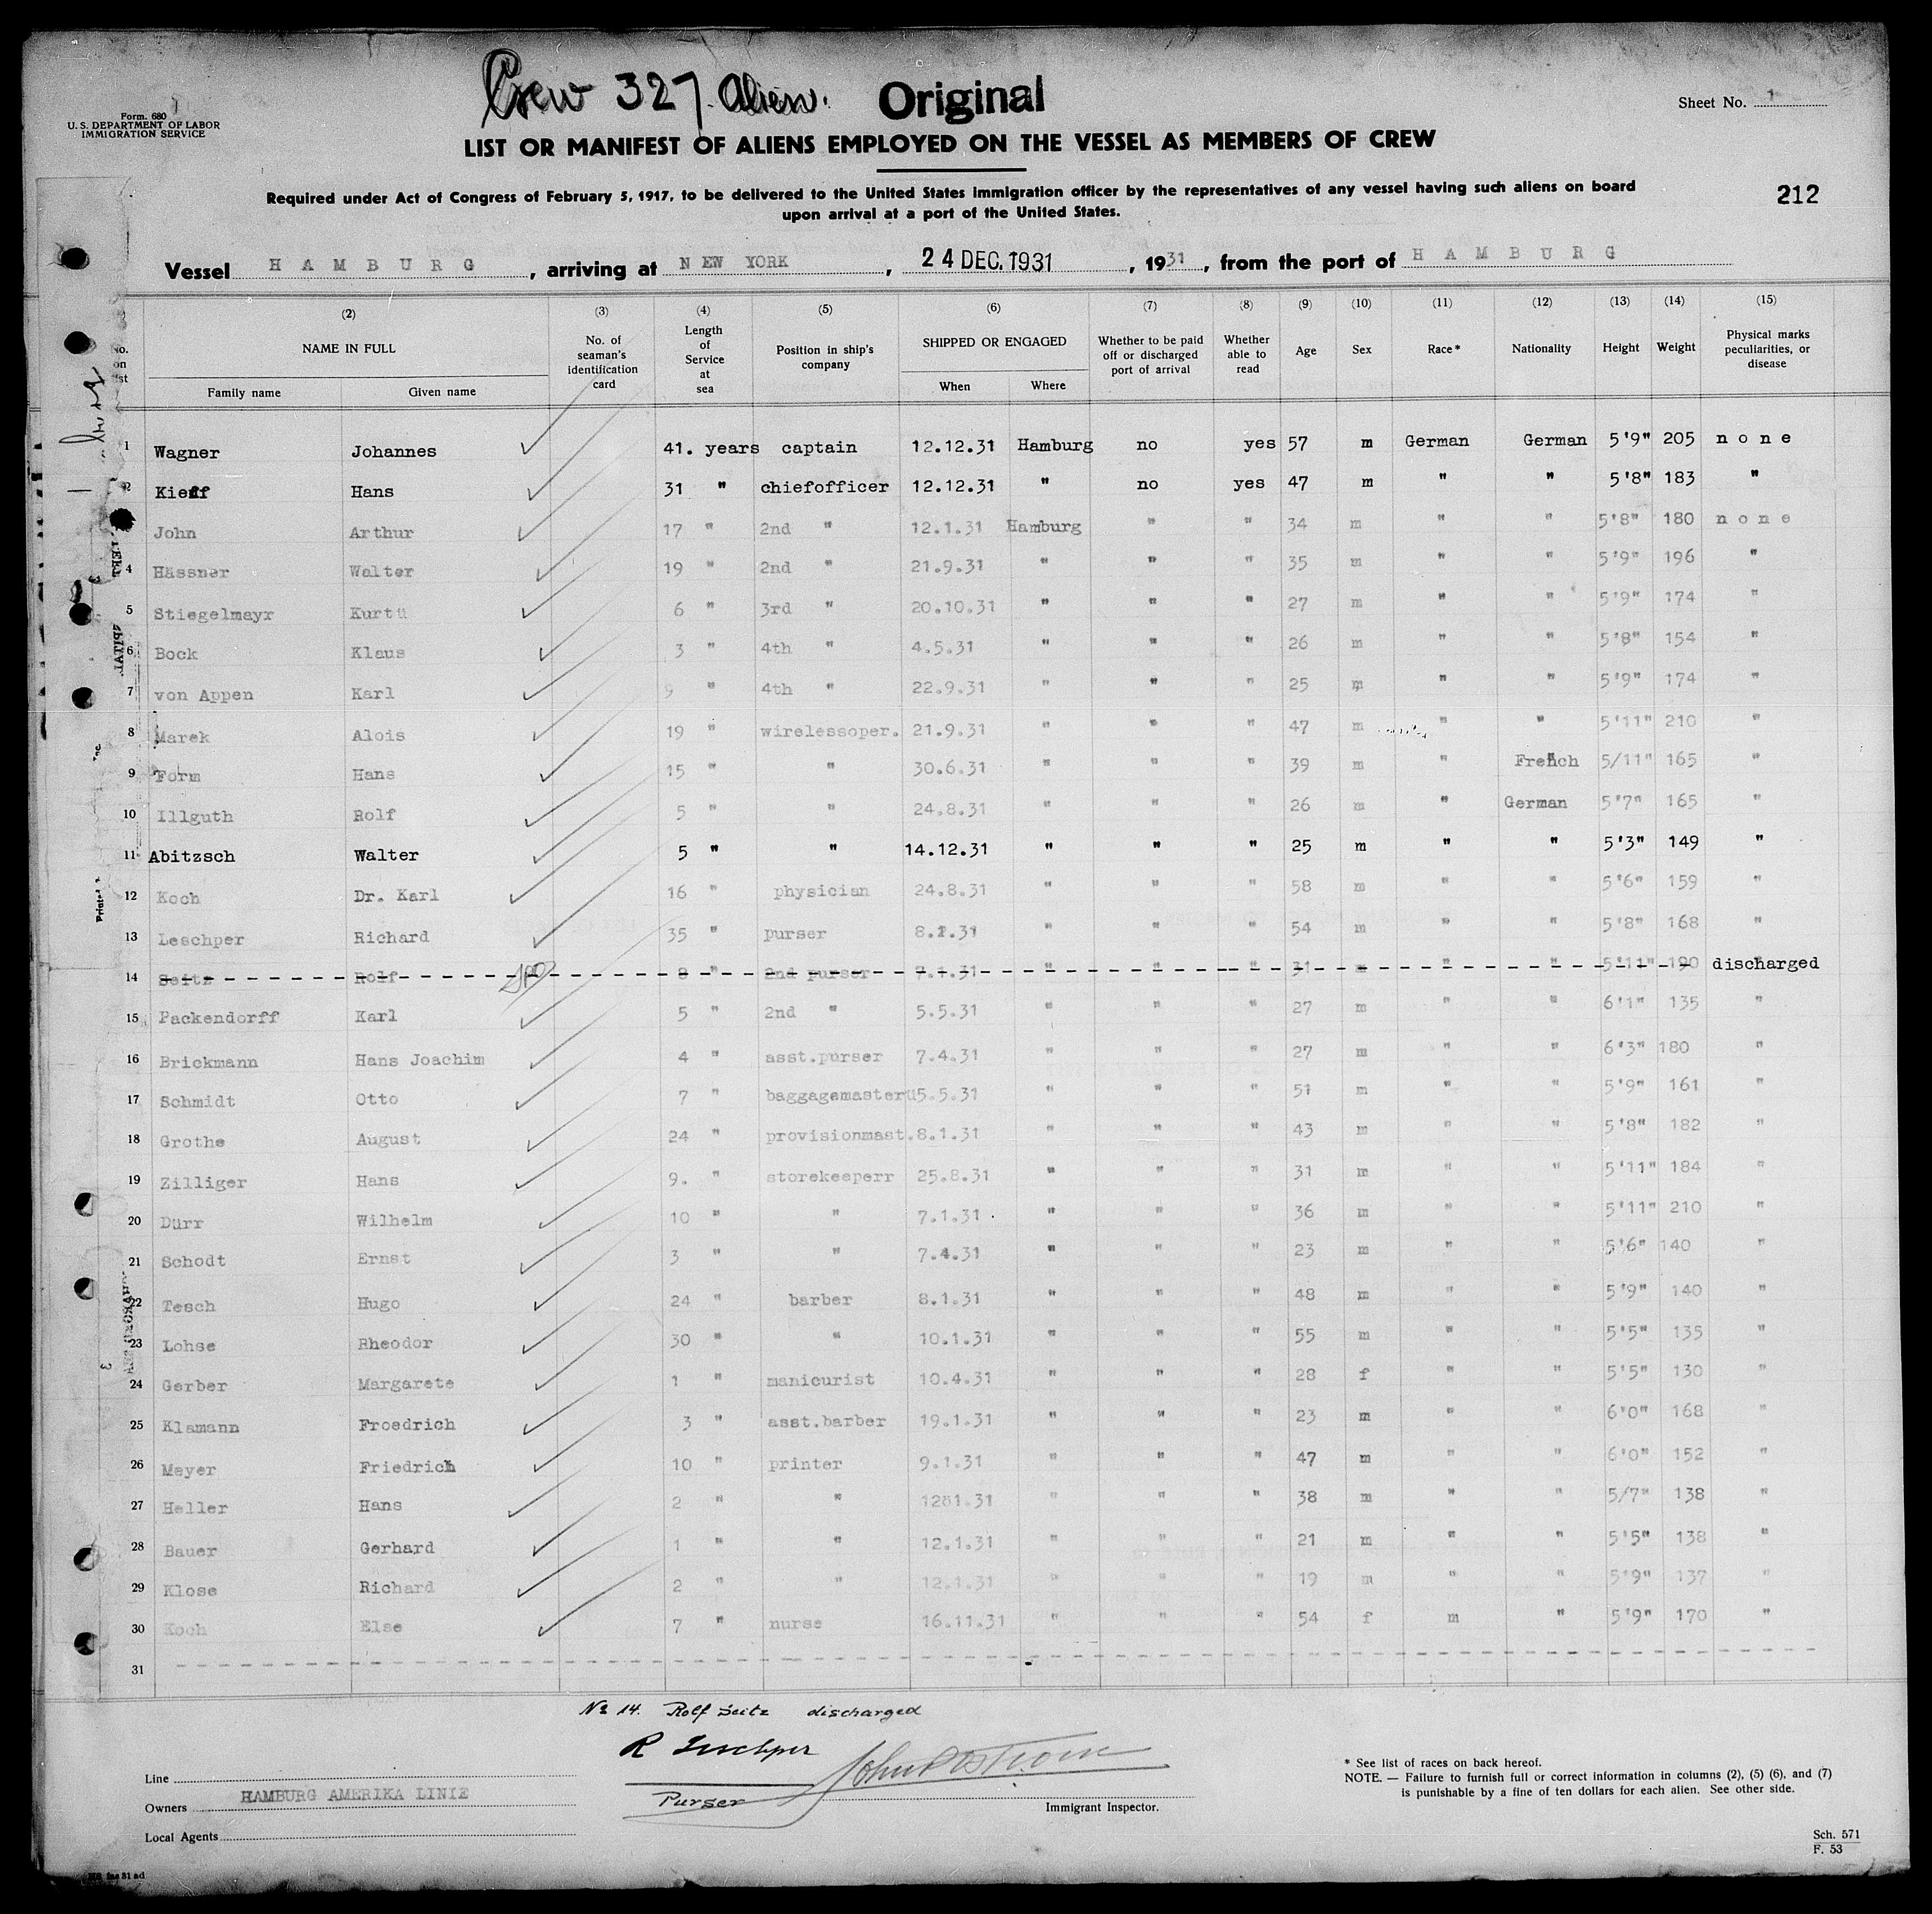 Crew 327 Alien. Original
Form. 680
U. S. DEPARTMENT OF LABOR
IMMIGRATION SERVICE
Sheet No. 1
LIST OR MANIFEST OF ALIENS EMPLOYED ON THE VESSEL AS MEMBERS OF CREW
Required under Act of Congress of February 5, 1917, to be delivered to the United States immigration officer by the representatives of any vessel having such aliens on board
upon arrival at a port of the United States.
212
Vessel HAMBURG, arriving at NEW YORK, 24 DEC. 1931, 1931, from the port of HAMBURG
No. on list (2) NAME IN FULL Family name Given name (3) No. of seaman's identification card (4) Length of Service at sea (5) Position in ship's company (6) SHIPPED OR ENGAGED When Where (7) Whether to be paid off or discharged port of arrival (8) Whether able to read (9) Age (10) Sex (11) Race* (12) Nationality (13) Height (14) Weight (15) Physical marks peculiarities, or disease
1 Wagner Johannes 41. years captain 12.12.31 Hamburg no yes 57 m German German 5'9" 205 none
2 Kieff Hans 31 " chiefofficer 12.12.31 " no yes 47 m " " 5'8" 183 "
John Arthur 17 " 2nd " 12.1.31 Hamburg " " 34 m " " 5'8" 180 none
4 Hässner Walter 19 " 2nd " 21.9.31 " " " 35 m " " 5'9" 196 "
5 Stiegelmayr Kurt 6 " 3rd " 20.10.31 " " " 27 m " " 5'9" 174 "
6 Bock Klaus 3 " 4th " 4.5.31 " " " 26 m " " 5'8" 154 "
7 von Appen Karl 9 " 4th " 22.9.31 " " " 25 m " " 5'9" 174 "
8 Marek Alois 19 " wirelessoper. 21.9.31 " " " 47 m " " 5'11" 210 "
9 Form Hans 15 " " 30.6.31 " " " 39 m " French 5/11" 165 "
10 Illguth Rolf 5 " " 24.8.31 " " " 26 m " German 5'7" 165 "
11 Abitzsch Walter 5 " " 14.12.31 " " " 25 m " " 5'3" 149 "
12 Koch Dr. Karl 16 " physician 24.8.31 " " " 58 m " " 5'6" 159 "
13 Leschper Richard 35 " purser 8.1.31 " " " 54 m " " 5'8" 168 "
14 Seitz Rolf 8 " 2nd purser 7.1.31 " " " 31 m " " 5'11" 190 discharged
15 Packendorff Karl 5 " 2nd " 5.5.31 " " " 27 m " " 6'1" 135 "
16 Brickmann Hans Joachim 4 " asst.purser 7.4.31 " " " 27 m " " 6'3" 180 "
17 Schmidt Otto 7 " baggagemaster 5.5.31 " " " 51 m " " 5'9" 161 "
18 Grothe August 24 " provisionmast. 8.1.31 " " " 43 m " " 5'8" 182 "
19 Zilliger Hans 9. " storekeeperr 25.8.31 " " " 31 m " " 5'11" 184 "
20 Dürr Wilhelm 10 " " 7.1.31 " " " 36 m " " 5'11" 210 "
21 Schodt Ernst 3 " " 7.4.31 " " " 23 m " " 5'6" 140 "
22 Tesch Hugo 24 " barber 8.1.31 " " " 48 m " " 5'9" 140 "
23 Lohse Rheodor 30 " " 10.1.31 " " " 55 m " " 5'5" 135 "
24 Gerber Margarete 1 " manicurist 10.4.31 " " " 28 f " " 5'5" 130 "
25 Klamann Froedrich 3 " asst.barber 19.1.31 " " " 23 m " " 6'0" 168 "
26 Meyer Friedrich 10 " printer 9.1.31 " " " 47 m " " 6'0" 152 "
27 Heller Hans 2 " " 1201.31 " " " 38 m " " 5/7" 138 "
28 Bauer Gerhard 1 " " 12.1.31 " " " 21 m " " 5'5" 138 "
29 Klose Richard 2 " " 12.1.31 " " " 19 m " " 5'9" 137 "
30 Koch Else 7 " nurse 16.11.31 " " " 54 f m " 5'9" 170 "
31
No 14. Rolf Seitz discharged
R Leschper
Purser
Immigrant Inspector.
Line
Owners HAMBURG AMERIKA LINIE
Local Agents
* See list of races on back hereof.
NOTE. — Failure to furnish full or correct information in columns (2), (5) (6), and (7)
is punishable by a fine of ten dollars for each alien. See other side.
Sch. 571
F. 53